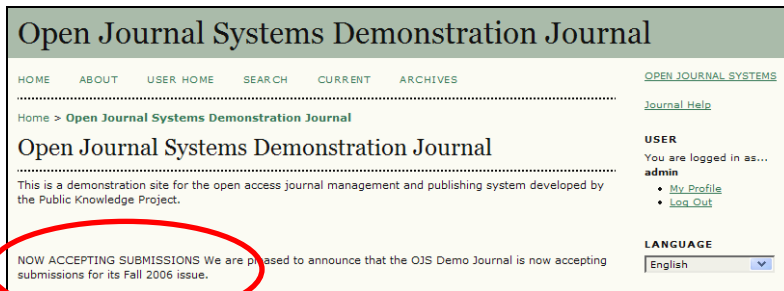 Open Journal Systems Demonstration Journal
HOME ABOUT USER HOME SEARCH CURRENT ARCHIVES
Home > Open Journal Systems Demonstration Journal
Open Journal Systems Demonstration Journal
This is a demonstration site for the open access journal management and publishing system developed by
the Public Knowledge Project.
NOW ACCEPTING SUBMISSIONS We are pleased to announce that the OJS Demo Journal is now accepting
submissions for its Fall 2006 issue.
OPEN JOURNAL SYSTEMS
Journal Help
USER
You are logged in as...
admin
My Profile
Log Out
LANGUAGE
English